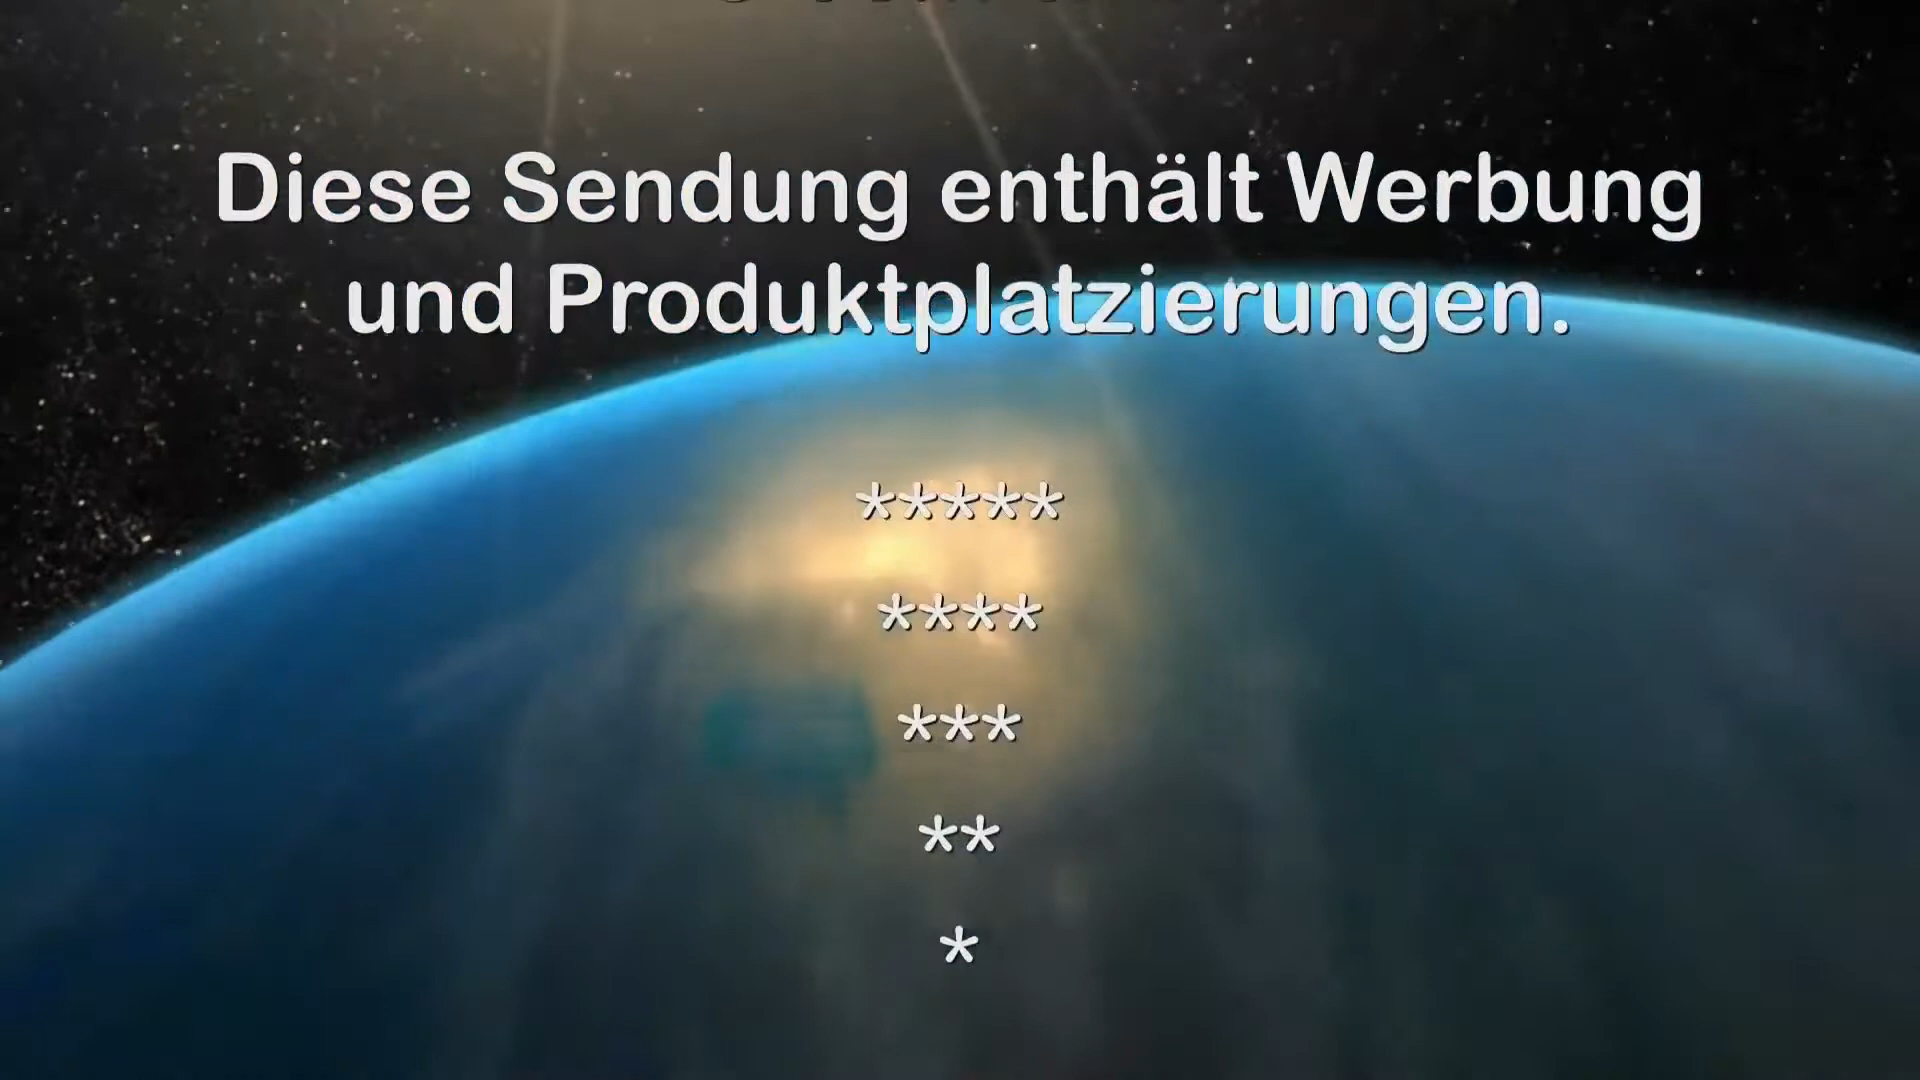 Diese Sendung enthält Werbung
und Produktplatzierungen.
*****
****
***
**
*